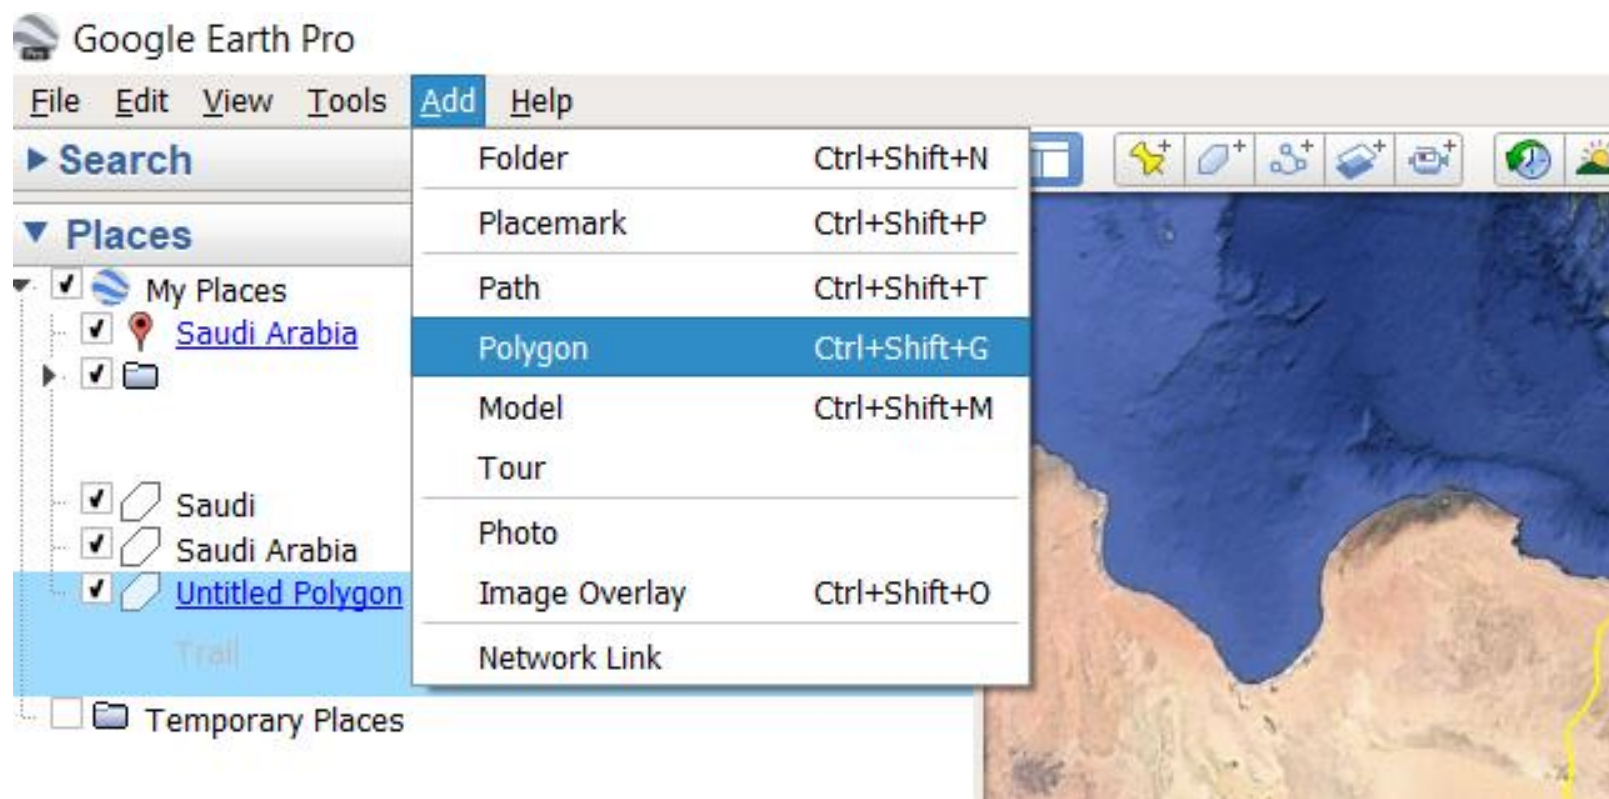 Google Earth Pro
File Edit View Tools Add Help
Search
Places
My Places
Saudi Arabia
Saudi
Saudi Arabia
Untitled Polygon
Trail
Temporary Places
Folder Ctrl+Shift+N
Placemark Ctrl+Shift+P
Path Ctrl+Shift+T
Polygon Ctrl+Shift+G
Model Ctrl+Shift+M
Tour
Photo
Image Overlay Ctrl+Shift+O
Network Link